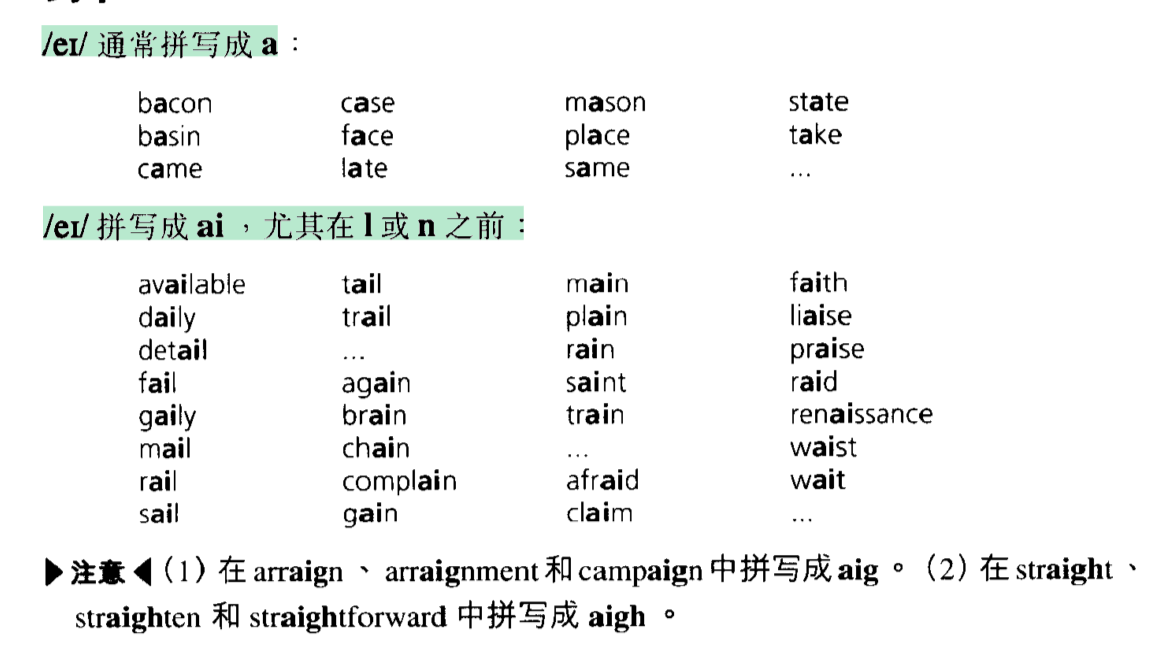 /eɪ/ 通常拼写成 a：
bacon case mason state
basin face place take
came late same ...
/eɪ/ 拼写成 ai，尤其在 l 或 n 之前：
available tail main faith
daily trail plain liaise
detail ... rain praise
fail again saint raid
gaily brain train renaissance
mail chain ... waist
rail complain afraid wait
sail gain claim ...
▶注意◀（1）在 arraign、arraignment 和 campaign 中拼写成 aig。（2）在 straight、
straighten 和 straightforward 中拼写成 aigh。